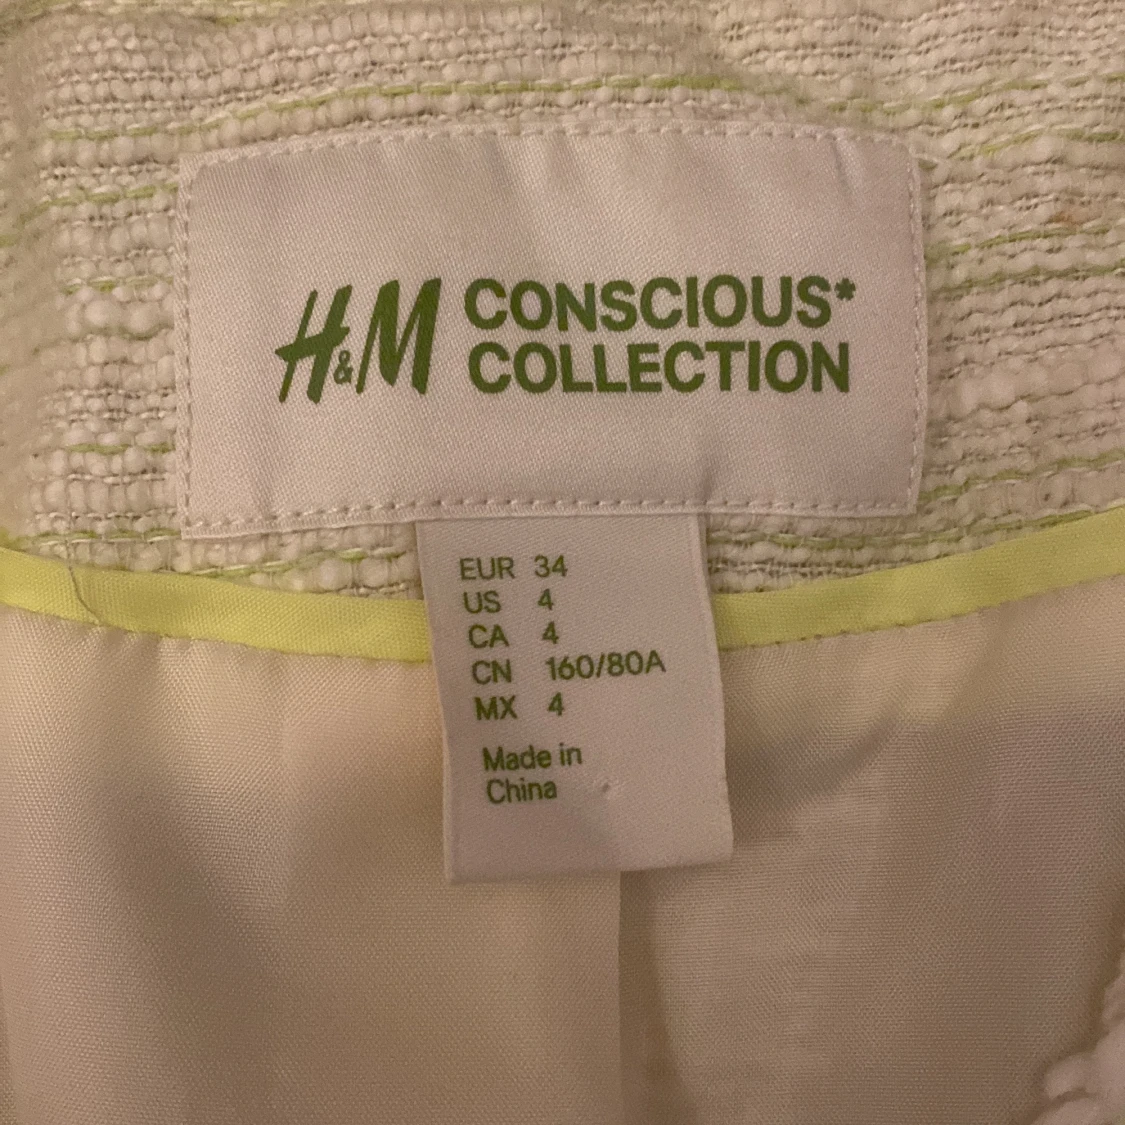 H&M CONSCIOUS*
COLLECTION
EUR 34
US 4
CA 4
CN 160/80A
MX 4
Made in
China